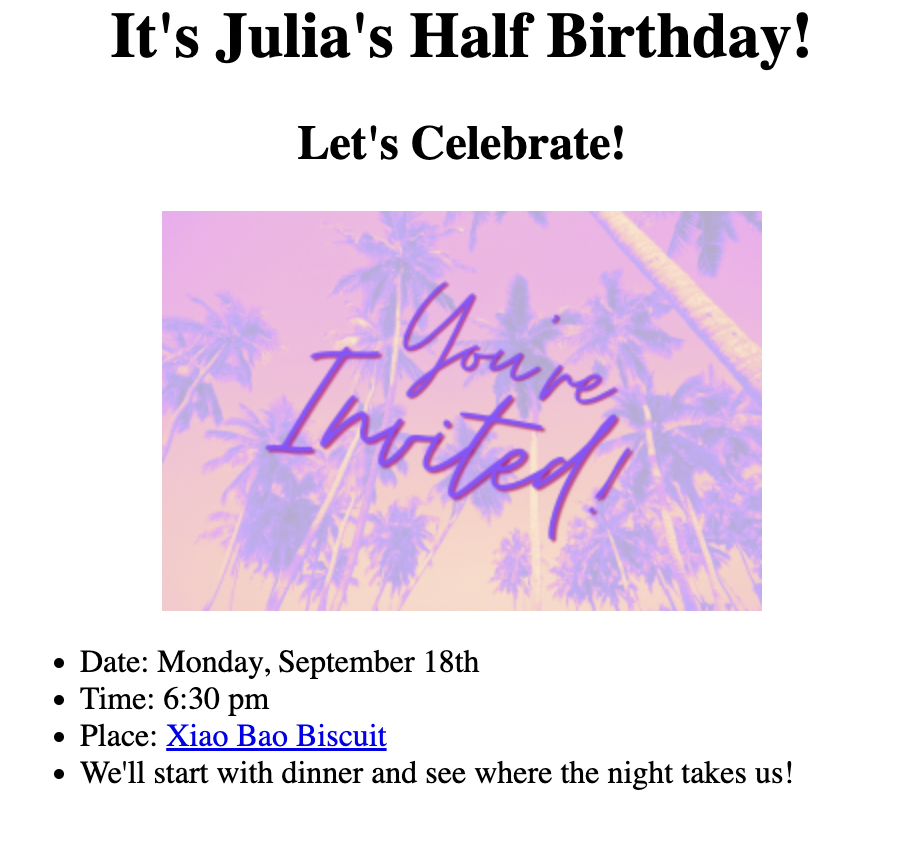 It's Julia's Half Birthday!
Let's Celebrate!
You're
Invited!
• Date: Monday, September 18th
• Time: 6:30 pm
• Place: Xiao Bao Biscuit
• We'll start with dinner and see where the night takes us!